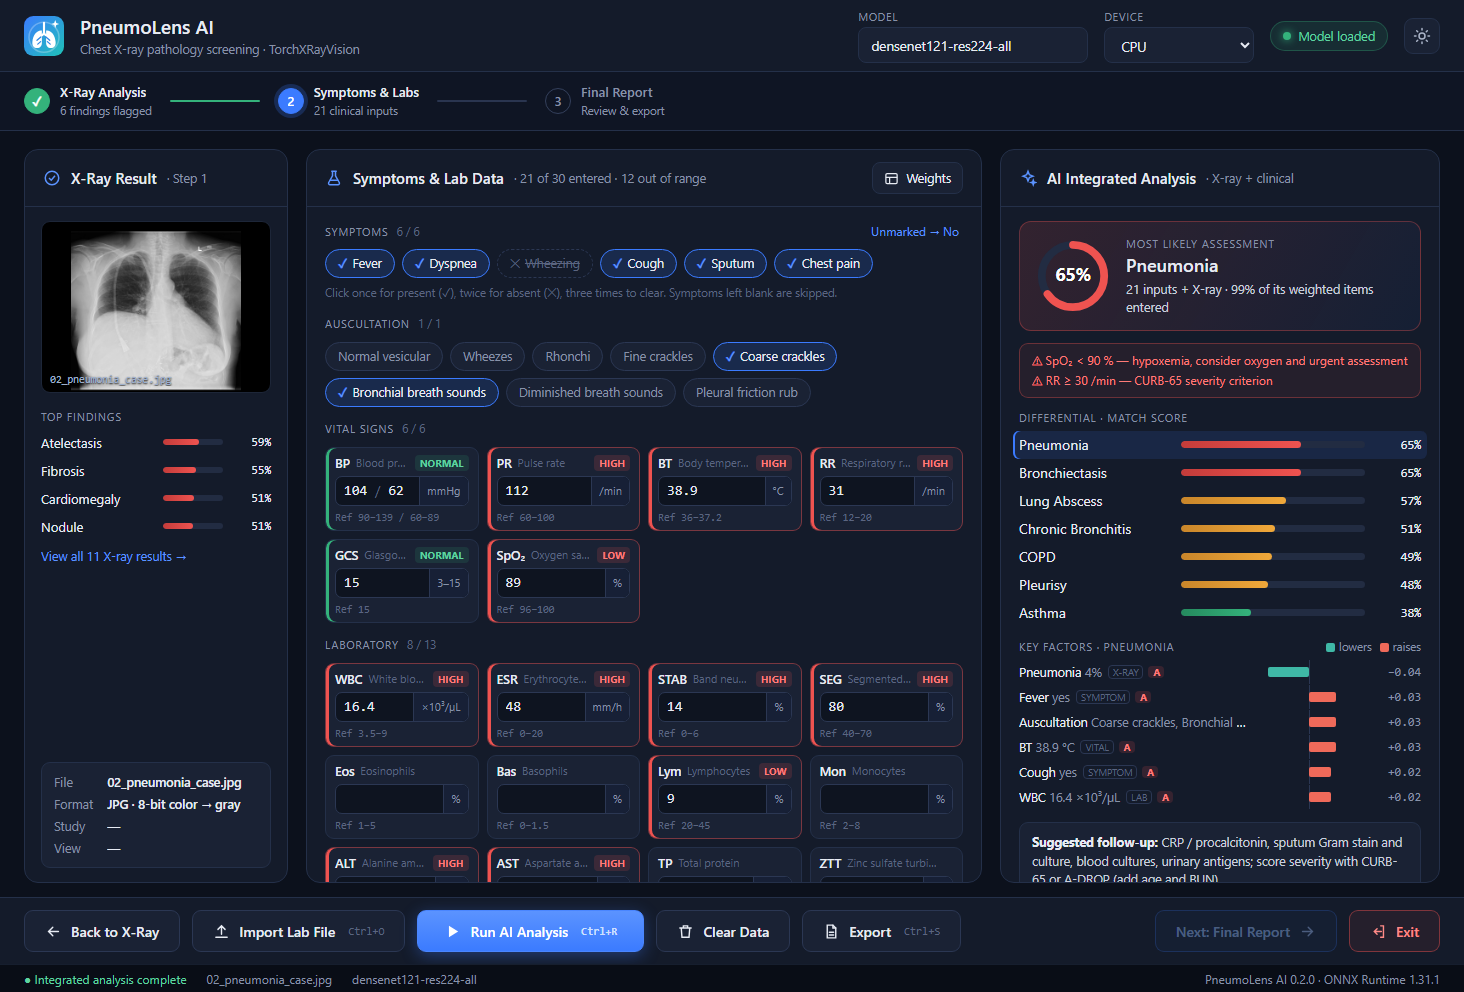 PneumoLens AI
Chest X-ray pathology screening · TorchXRayVision
MODEL
densenet121-res224-all
DEVICE
CPU
Model loaded
X-Ray Analysis
6 findings flagged
2
Symptoms & Labs
21 clinical inputs
3
Final Report
Review & export
X-Ray Result · Step 1
02_pneumonia_case.jpg
TOP FINDINGS
Atelectasis 59%
Fibrosis 55%
Cardiomegaly 51%
Nodule 51%
View all 11 X-ray results →
File 02_pneumonia_case.jpg
Format JPG · 8-bit color → gray
Study —
View —
Symptoms & Lab Data · 21 of 30 entered · 12 out of range
Weights
SYMPTOMS 6 / 6
Unmarked → No
✓ Fever ✓ Dyspnea ✕ Wheezing ✓ Cough ✓ Sputum ✓ Chest pain
Click once for present (✓), twice for absent (✕), three times to clear. Symptoms left blank are skipped.
AUSCULTATION 1 / 1
Normal vesicular Wheezes Rhonchi Fine crackles ✓ Coarse crackles
✓ Bronchial breath sounds Diminished breath sounds Pleural friction rub
VITAL SIGNS 6 / 6
BP Blood pr... NORMAL
104 / 62 mmHg
Ref 90–139 / 60–89
PR Pulse rate HIGH
112 /min
Ref 60–100
BT Body temper... HIGH
38.9 °C
Ref 36–37.2
RR Respiratory r... HIGH
31 /min
Ref 12–20
GCS Glasgo... NORMAL
15 3–15
Ref 15
SpO₂ Oxygen sa... LOW
89 %
Ref 96–100
LABORATORY 8 / 13
WBC White blo... HIGH
16.4 ×10³/µL
Ref 3.5–9
ESR Erythrocyte... HIGH
48 mm/h
Ref 0–20
STAB Band neu... HIGH
14 %
Ref 0–6
SEG Segmented... HIGH
80 %
Ref 40–70
Eos Eosinophils
%
Ref 1–5
Bas Basophils
%
Ref 0–1.5
Lym Lymphocytes LOW
9 %
Ref 20–45
Mon Monocytes
%
Ref 2–8
ALT Alanine am... HIGH
AST Aspartate a... HIGH
TP Total protein
ZTT Zinc sulfate turbi...
AI Integrated Analysis · X-ray + clinical
65%
MOST LIKELY ASSESSMENT
Pneumonia
21 inputs + X-ray · 99% of its weighted items
entered
⚠ SpO₂ < 90 % — hypoxemia, consider oxygen and urgent assessment
⚠ RR ≥ 30 /min — CURB-65 severity criterion
DIFFERENTIAL · MATCH SCORE
Pneumonia 65%
Bronchiectasis 65%
Lung Abscess 57%
Chronic Bronchitis 51%
COPD 49%
Pleurisy 48%
Asthma 38%
KEY FACTORS · PNEUMONIA
lowers raises
Pneumonia 4% X-RAY A −0.04
Fever yes SYMPTOM A +0.03
Auscultation Coarse crackles, Bronchial ... +0.03
BT 38.9 °C VITAL A +0.03
Cough yes SYMPTOM A +0.02
WBC 16.4 ×10³/µL LAB A +0.02
Suggested follow-up: CRP / procalcitonin, sputum Gram stain and
culture, blood cultures, urinary antigens; score severity with CURB-
65 or A-DROP (add age and BUN)
← Back to X-Ray
Import Lab File Ctrl+O
Run AI Analysis Ctrl+R
Clear Data
Export Ctrl+S
Next: Final Report →
Exit
Integrated analysis complete 02_pneumonia_case.jpg densenet121-res224-all
PneumoLens AI 0.2.0 · ONNX Runtime 1.31.1